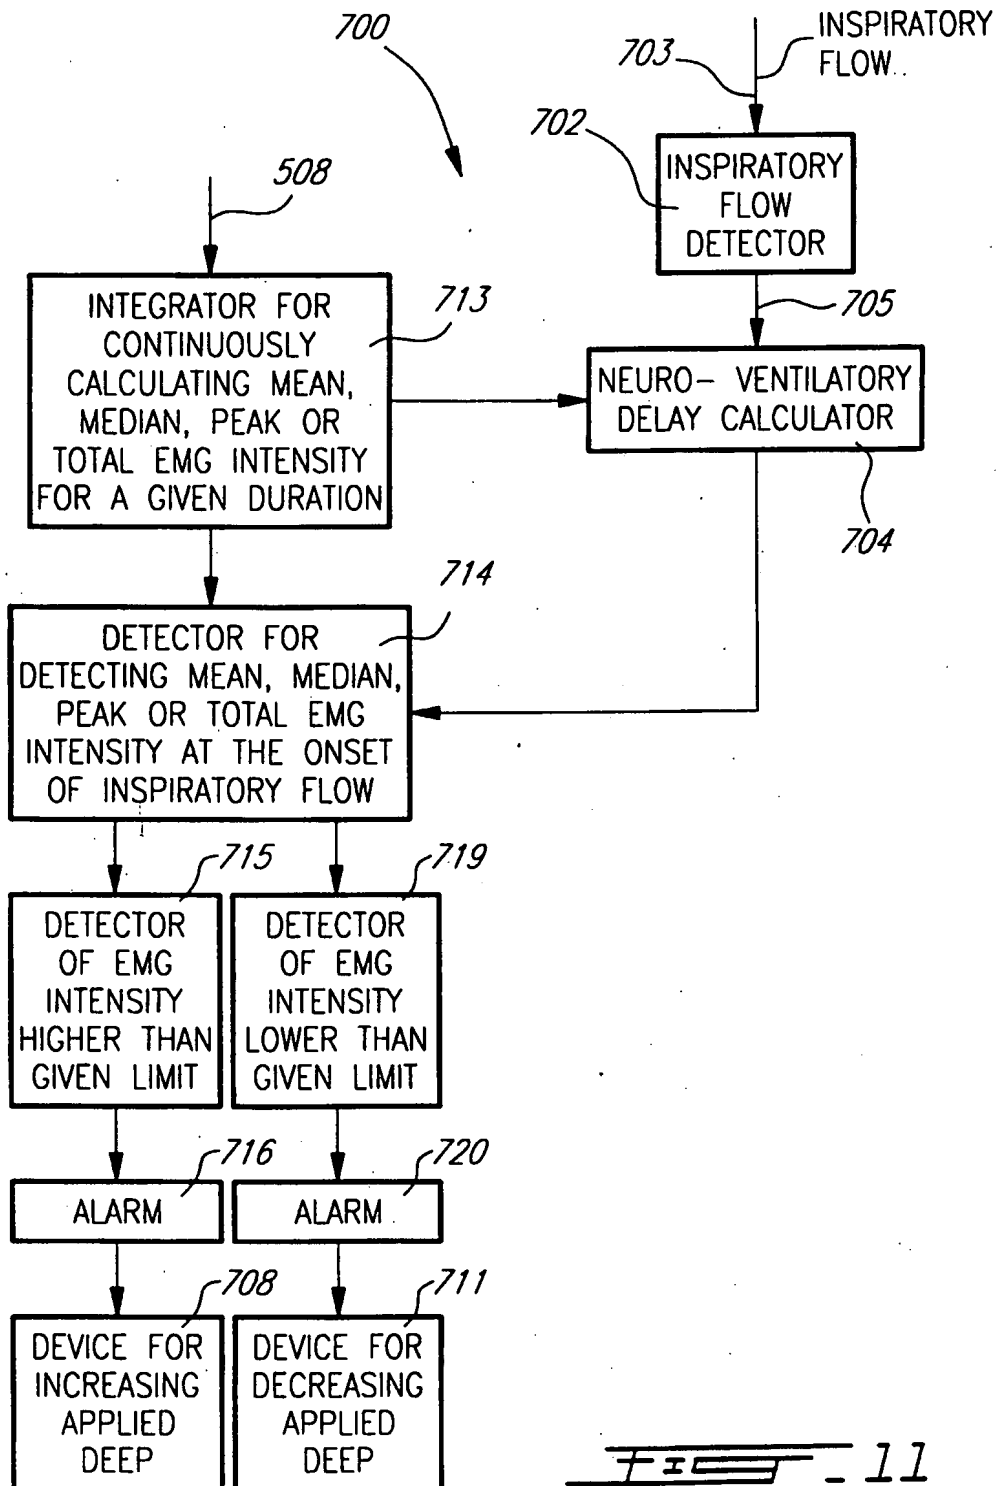 700
703
INSPIRATORY
FLOW..
702
INSPIRATORY
FLOW
DETECTOR
508
705
INTEGRATOR FOR
CONTINUOUSLY
CALCULATING MEAN,
MEDIAN, PEAK OR
TOTAL EMG INTENSITY
FOR A GIVEN DURATION
713
NEURO- VENTILATORY
DELAY CALCULATOR
704
714
DETECTOR FOR
DETECTING MEAN, MEDIAN,
PEAK OR TOTAL EMG
INTENSITY AT THE ONSET
OF INSPIRATORY FLOW
715
DETECTOR
OF EMG
INTENSITY
HIGHER THAN
GIVEN LIMIT
719
DETECTOR
OF EMG
INTENSITY
LOWER THAN
GIVEN LIMIT
716
ALARM
720
ALARM
708
DEVICE FOR
INCREASING
APPLIED
DEEP
711
DEVICE FOR
DECREASING
APPLIED
DEEP
FIG - 11